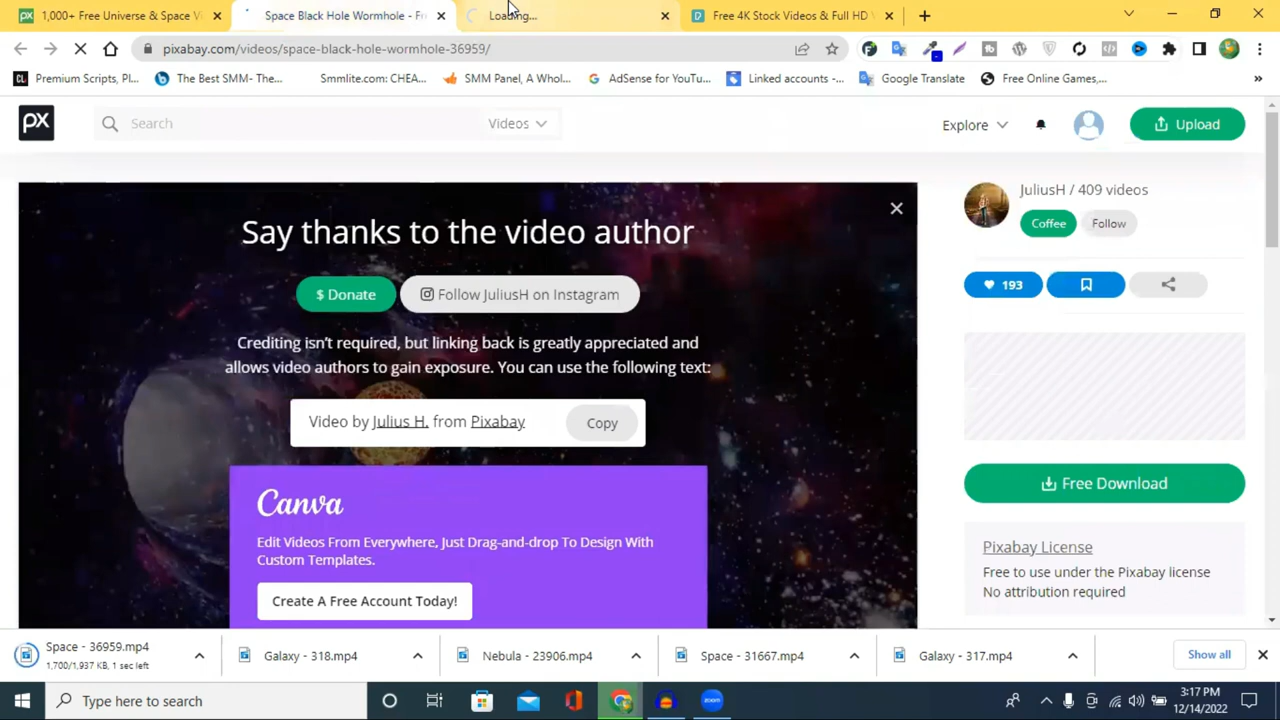 1,000+ Free Universe & Space Vi
Space Black Hole Wormhole - Fr
Loading...
Free 4K Stock Videos & Full HD V
pixabay.com/videos/space-black-hole-wormhole-36959/
CL Premium Scripts, Pl...
The Best SMM- The...
Smmlite.com: CHEA...
SMM Panel, A Whol...
AdSense for YouTu...
Linked accounts -...
Google Translate
Free Online Games,...
»
px
Search
Videos
Explore
Upload
Say thanks to the video author
$ Donate
Follow JuliusH on Instagram
Crediting isn't required, but linking back is greatly appreciated and
allows video authors to gain exposure. You can use the following text:
Video by Julius H. from Pixabay
Copy
Canva
Edit Videos From Everywhere, Just Drag-and-drop To Design With
Custom Templates.
Create A Free Account Today!
JuliusH / 409 videos
Coffee
Follow
193
Free Download
Pixabay License
Free to use under the Pixabay license
No attribution required
Space - 36959.mp4
1,700/1,937 KB, 1 sec left
Galaxy - 318.mp4
Nebula - 23906.mp4
Space - 31667.mp4
Galaxy - 317.mp4
Show all
Type here to search
zoom
3:17 PM
12/14/2022